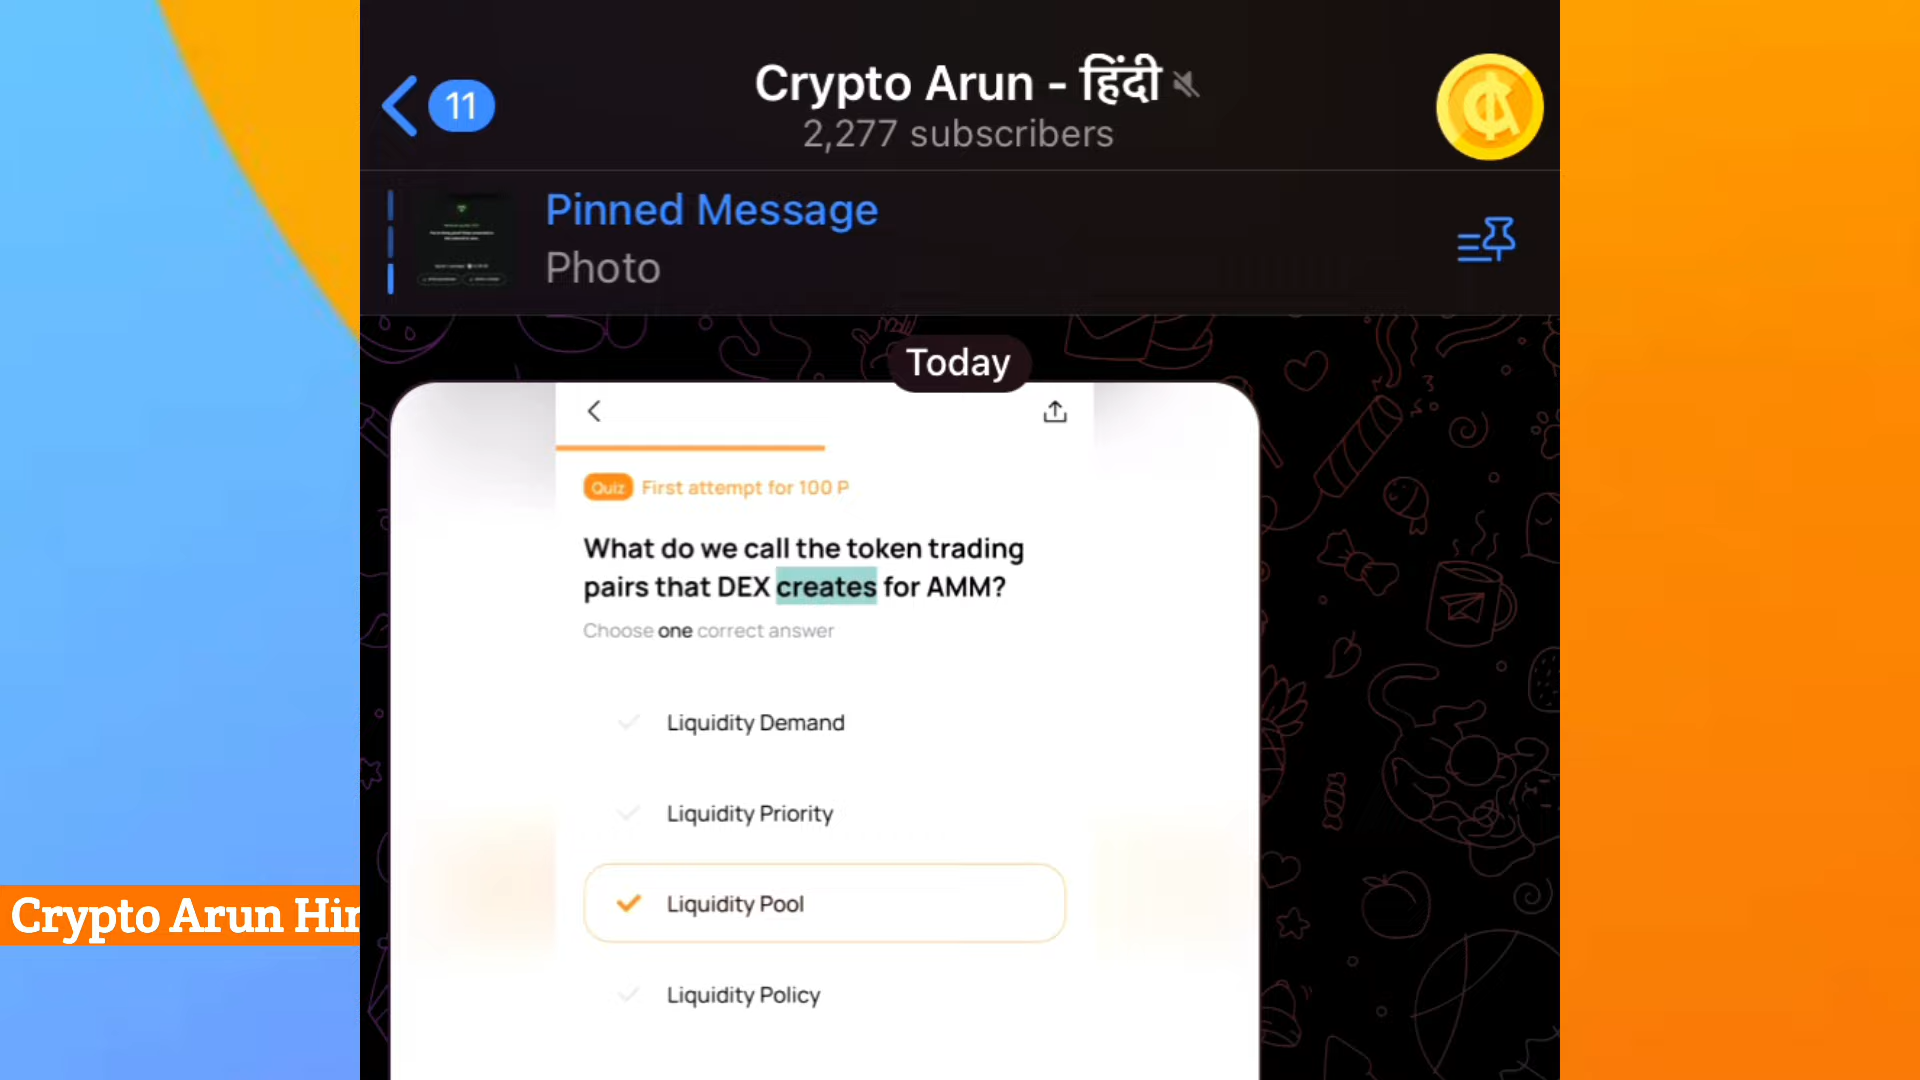 11
Crypto Arun - हिंदी
2,277 subscribers
Pinned Message
Photo
Today
Quiz First attempt for 100 P
What do we call the token trading
pairs that DEX creates for AMM?
Choose one correct answer
Liquidity Demand
Liquidity Priority
Liquidity Pool
Liquidity Policy
Crypto Arun Hin